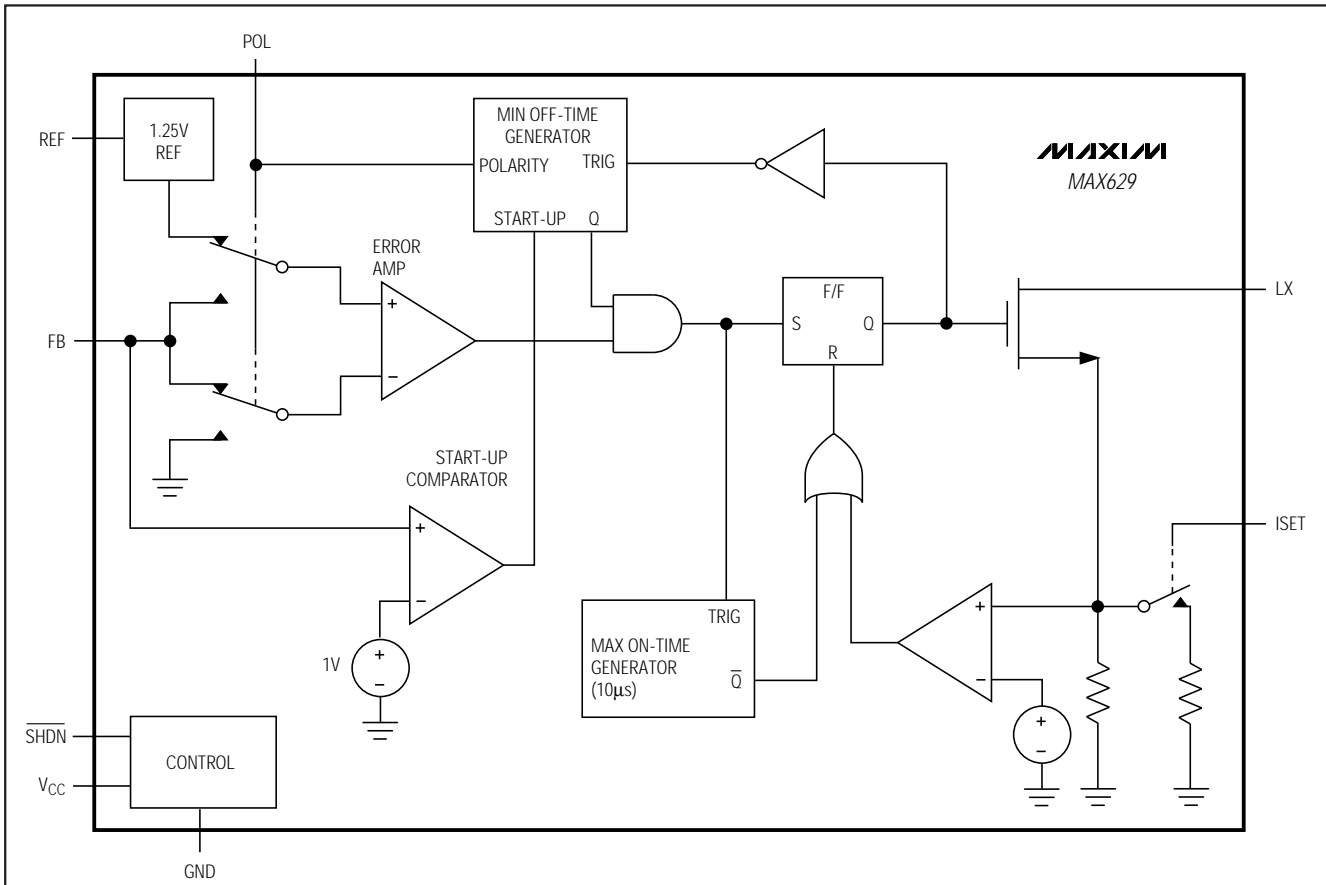 POL
REF
1.25V
REF
MIN OFF-TIME
GENERATOR
POLARITY
TRIG
START-UP
Q
MAXIM
MAX629
ERROR
AMP
+
−
FB
F/F
S
Q
R
LX
START-UP
COMPARATOR
+
−
1V
+
−
ISET
TRIG
MAX ON-TIME
GENERATOR
(10µs)
Q̅
+
−
+
−
S̅H̅D̅N̅
VCC
CONTROL
GND